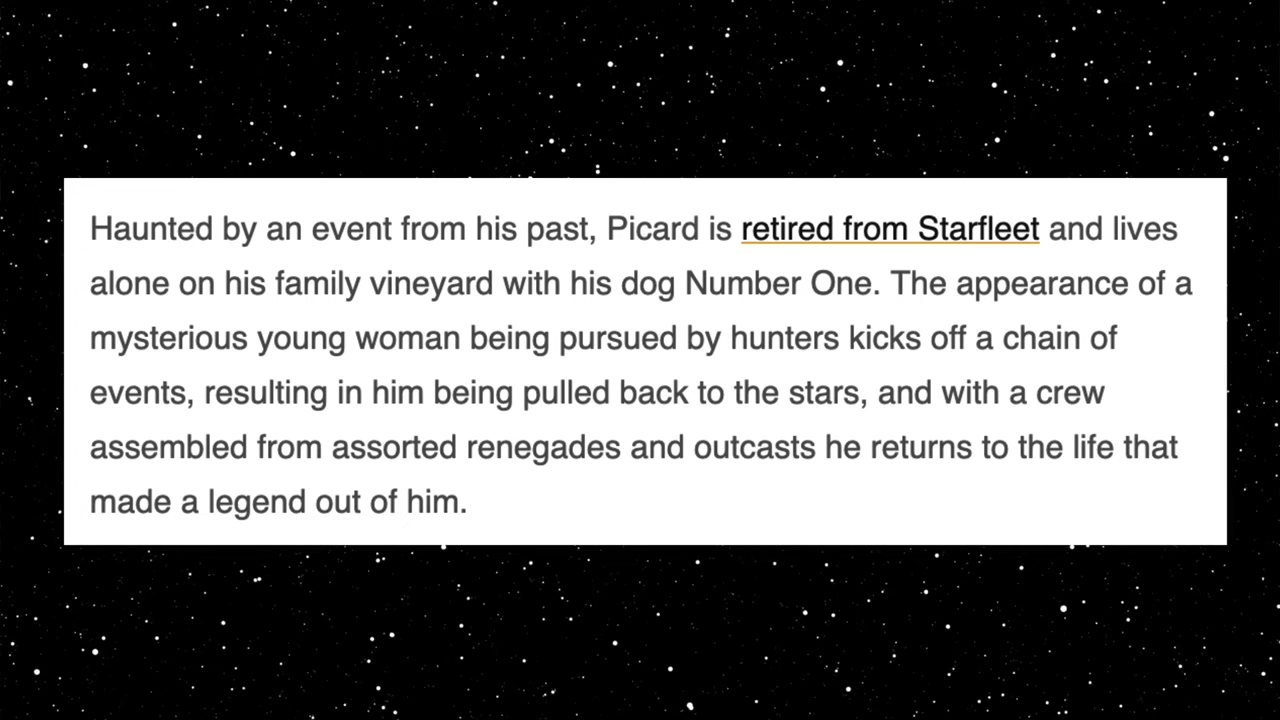 Haunted by an event from his past, Picard is retired from Starfleet and lives
alone on his family vineyard with his dog Number One. The appearance of a
mysterious young woman being pursued by hunters kicks off a chain of
events, resulting in him being pulled back to the stars, and with a crew
assembled from assorted renegades and outcasts he returns to the life that
made a legend out of him.